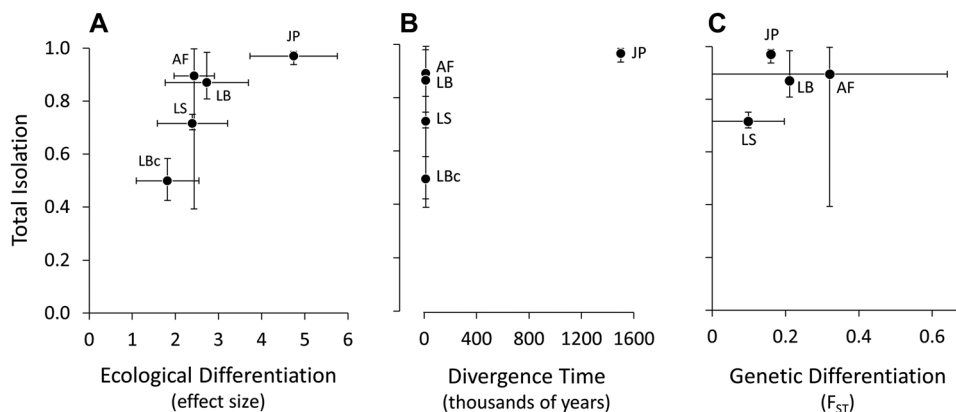 A
B
C
Total Isolation
1.0
0.8
0.6
0.4
0.2
0.0
JP
AF
LB
LS
LBc
0 1 2 3 4 5 6
Ecological Differentiation
(effect size)
JP
AF
LB
LS
LBc
0 400 800 1200 1600
Divergence Time
(thousands of years)
JP
LB
AF
LS
0 0.2 0.4 0.6
Genetic Differentiation
(F_ST)